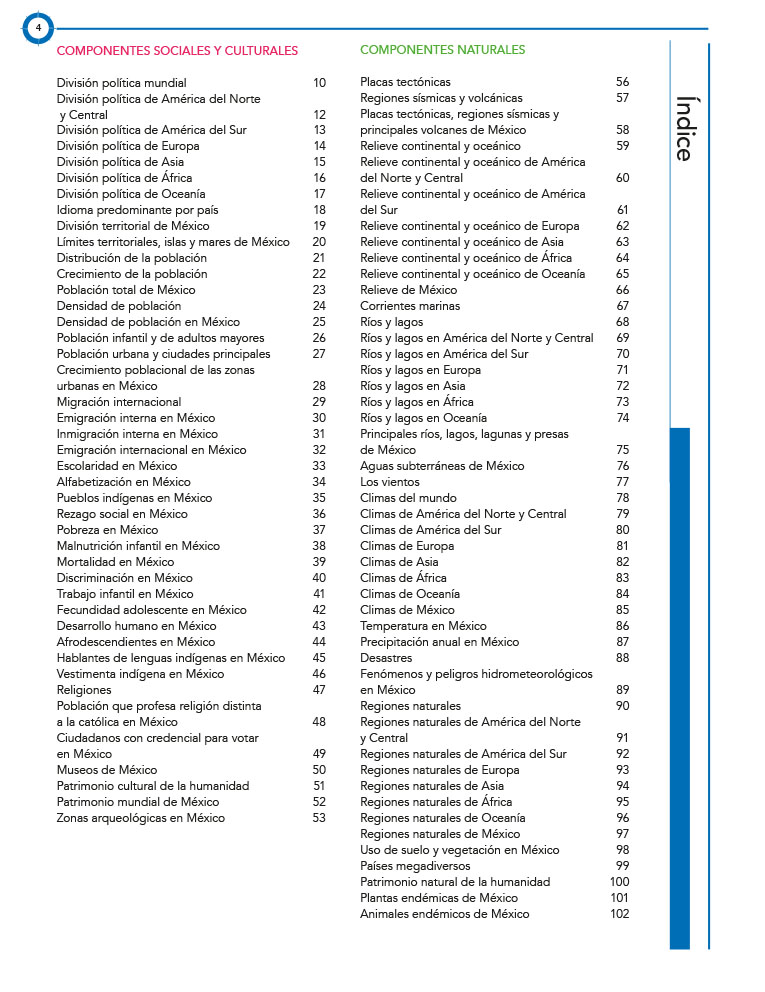 4
COMPONENTES SOCIALES Y CULTURALES
División política mundial 10
División política de América del Norte
y Central 12
División política de América del Sur 13
División política de Europa 14
División política de Asia 15
División política de África 16
División política de Oceanía 17
Idioma predominante por país 18
División territorial de México 19
Límites territoriales, islas y mares de México 20
Distribución de la población 21
Crecimiento de la población 22
Población total de México 23
Densidad de población 24
Densidad de población en México 25
Población infantil y de adultos mayores 26
Población urbana y ciudades principales 27
Crecimiento poblacional de las zonas
urbanas en México 28
Migración internacional 29
Emigración interna en México 30
Inmigración interna en México 31
Emigración internacional en México 32
Escolaridad en México 33
Alfabetización en México 34
Pueblos indígenas en México 35
Rezago social en México 36
Pobreza en México 37
Malnutrición infantil en México 38
Mortalidad en México 39
Discriminación en México 40
Trabajo infantil en México 41
Fecundidad adolescente en México 42
Desarrollo humano en México 43
Afrodescendientes en México 44
Hablantes de lenguas indígenas en México 45
Vestimenta indígena en México 46
Religiones 47
Población que profesa religión distinta
a la católica en México 48
Ciudadanos con credencial para votar
en México 49
Museos de México 50
Patrimonio cultural de la humanidad 51
Patrimonio mundial de México 52
Zonas arqueológicas en México 53
COMPONENTES NATURALES
Placas tectónicas 56
Regiones sísmicas y volcánicas 57
Placas tectónicas, regiones sísmicas y
principales volcanes de México 58
Relieve continental y oceánico 59
Relieve continental y oceánico de América
del Norte y Central 60
Relieve continental y oceánico de América
del Sur 61
Relieve continental y oceánico de Europa 62
Relieve continental y oceánico de Asia 63
Relieve continental y oceánico de África 64
Relieve continental y oceánico de Oceanía 65
Relieve de México 66
Corrientes marinas 67
Ríos y lagos 68
Ríos y lagos en América del Norte y Central 69
Ríos y lagos en América del Sur 70
Ríos y lagos en Europa 71
Ríos y lagos en Asia 72
Ríos y lagos en África 73
Ríos y lagos en Oceanía 74
Principales ríos, lagos, lagunas y presas
de México 75
Aguas subterráneas de México 76
Los vientos 77
Climas del mundo 78
Climas de América del Norte y Central 79
Climas de América del Sur 80
Climas de Europa 81
Climas de Asia 82
Climas de África 83
Climas de Oceanía 84
Climas de México 85
Temperatura en México 86
Precipitación anual en México 87
Desastres 88
Fenómenos y peligros hidrometeorológicos
en México 89
Regiones naturales 90
Regiones naturales de América del Norte
y Central 91
Regiones naturales de América del Sur 92
Regiones naturales de Europa 93
Regiones naturales de Asia 94
Regiones naturales de África 95
Regiones naturales de Oceanía 96
Regiones naturales de México 97
Uso de suelo y vegetación en México 98
Países megadiversos 99
Patrimonio natural de la humanidad 100
Plantas endémicas de México 101
Animales endémicos de México 102
Índice